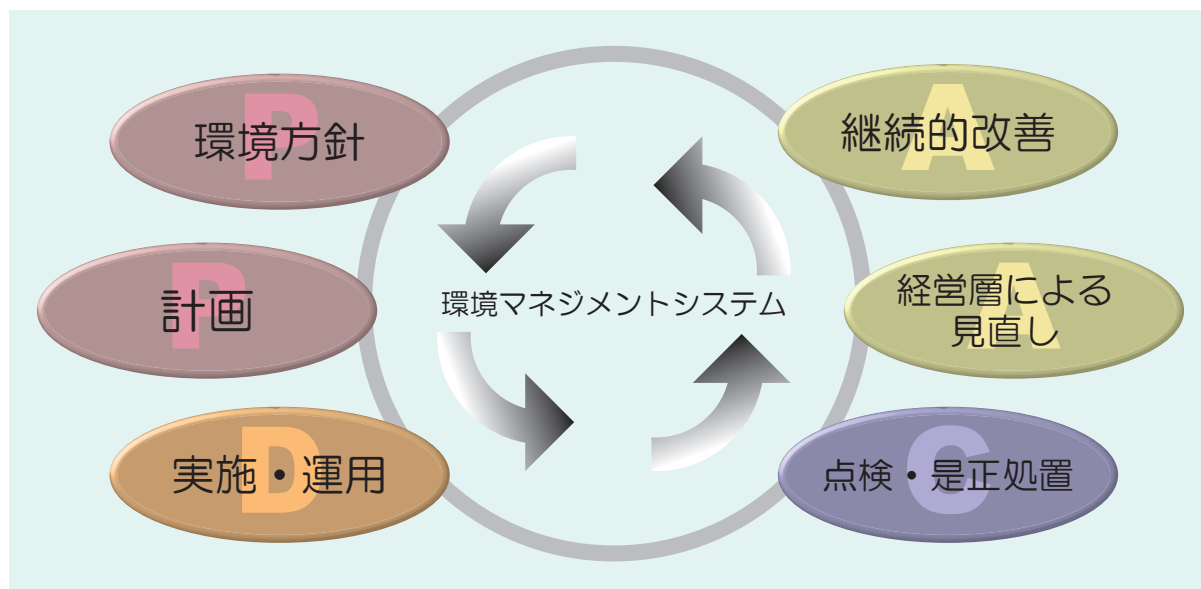 P
環境方針
P
計画
D
実施・運用
環境マネジメントシステム
A
継続的改善
A
経営層による
見直し
C
点検・是正処置